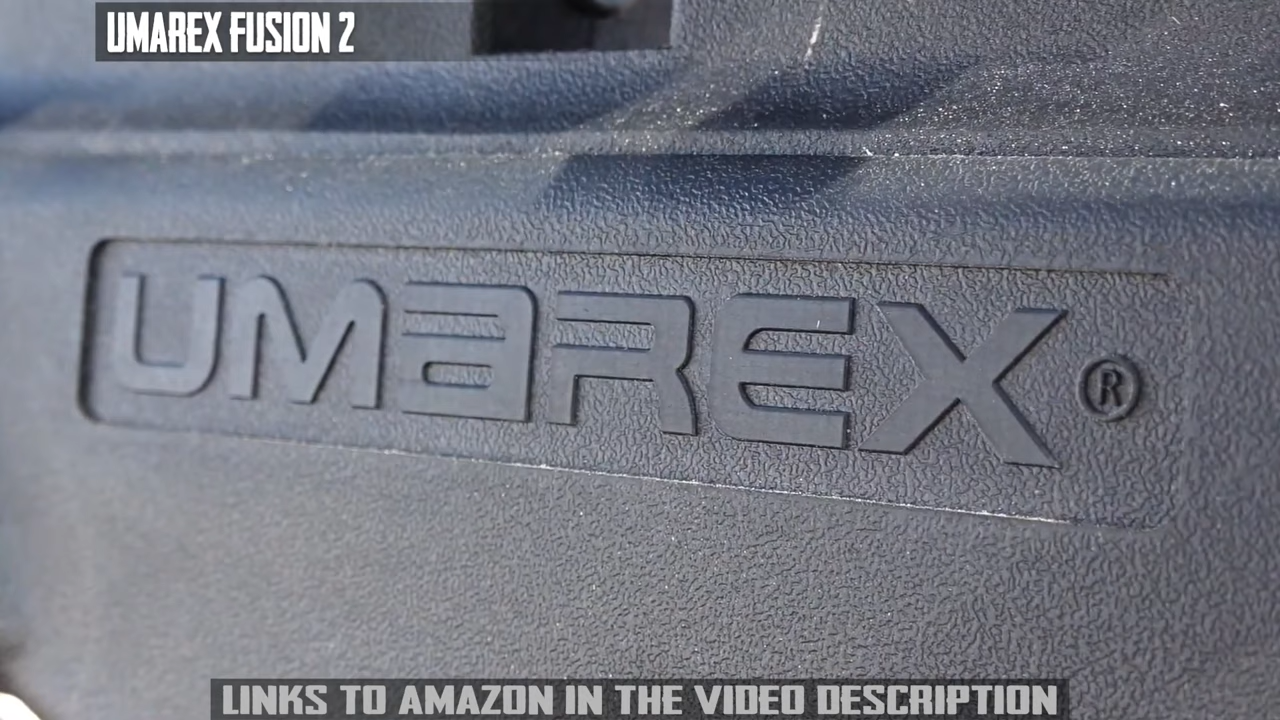 UMAREX FUSION 2
UMAREX®
LINKS TO AMAZON IN THE VIDEO DESCRIPTION